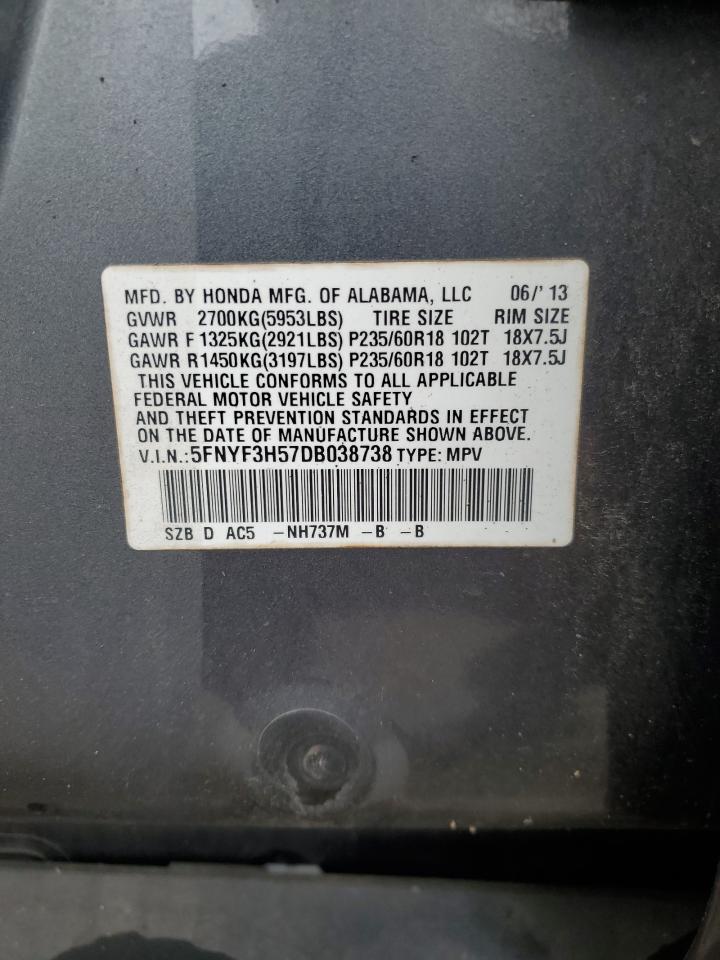 MFD. BY HONDA MFG. OF ALABAMA, LLC 06/'13
GVWR 2700KG(5953LBS) TIRE SIZE RIM SIZE
GAWR F 1325KG(2921LBS) P235/60R18 102T 18X7.5J
GAWR R1450KG(3197LBS) P235/60R18 102T 18X7.5J
THIS VEHICLE CONFORMS TO ALL APPLICABLE
FEDERAL MOTOR VEHICLE SAFETY
AND THEFT PREVENTION STANDARDS IN EFFECT
ON THE DATE OF MANUFACTURE SHOWN ABOVE.
V.I.N.:5FNYF3H57DB038738 TYPE: MPV
SZB D AC5 -NH737M -B -B